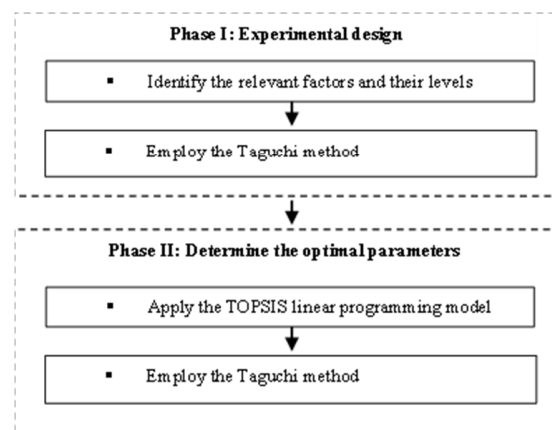 Phase I: Experimental design
▪ Identify the relevant factors and their levels
▪ Employ the Taguchi method
Phase II: Determine the optimal parameters
▪ Apply the TOPSIS linear programming model
▪ Employ the Taguchi method